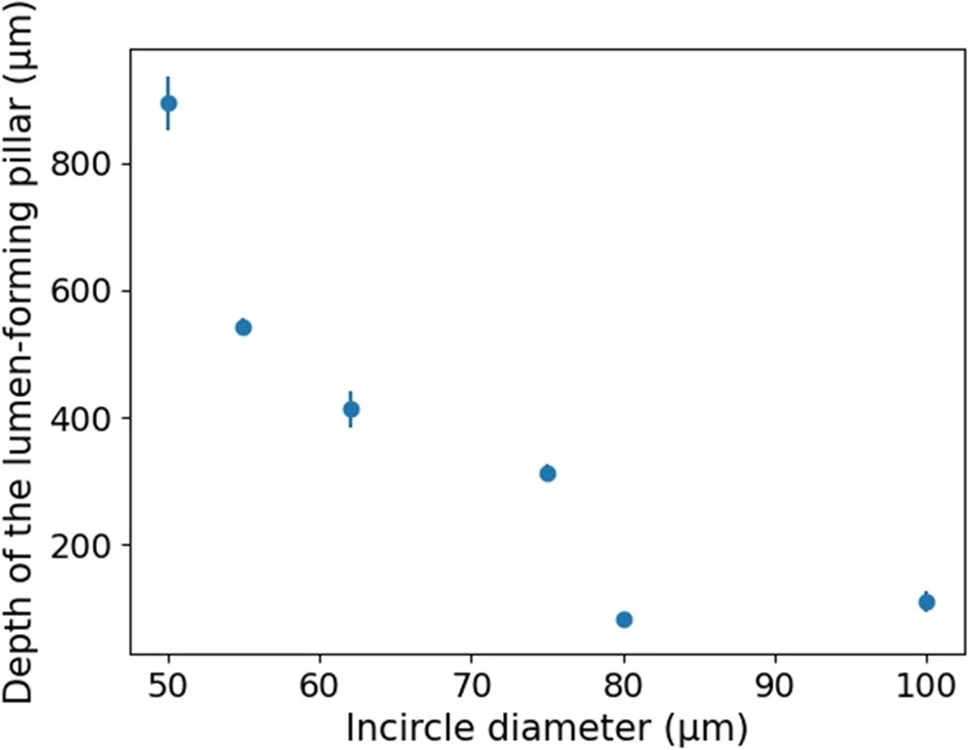 Depth of the lumen-forming pillar (μm)
800
600
400
200
50 60 70 80 90 100
Incircle diameter (μm)